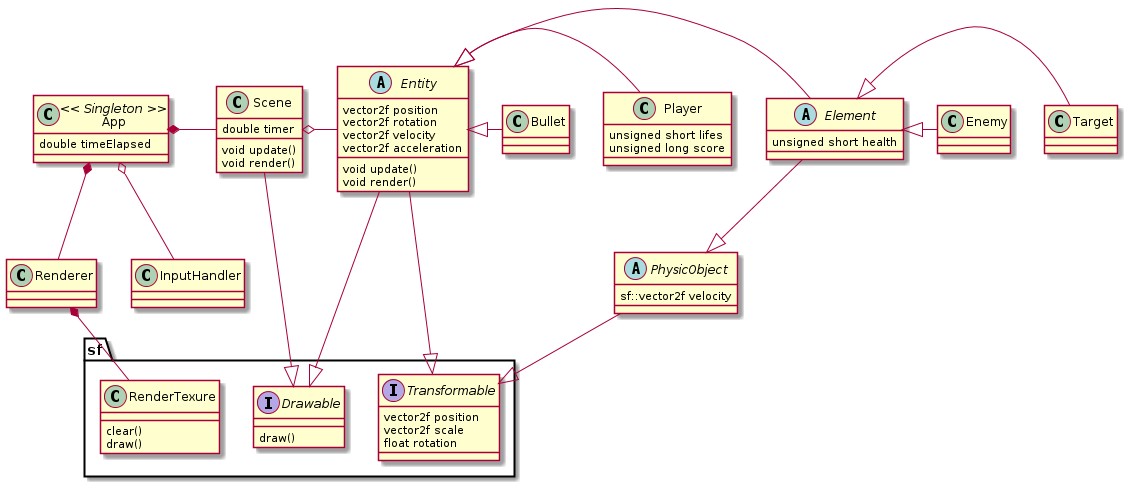 C << Singleton >>
App
double timeElapsed
C Scene
double timer
void update()
void render()
A Entity
vector2f position
vector2f rotation
vector2f velocity
vector2f acceleration
void update()
void render()
C Bullet
C Player
unsigned short lifes
unsigned long score
A Element
unsigned short health
C Enemy
C Target
C Renderer
C InputHandler
A PhysicObject
sf::vector2f velocity
sf
C RenderTexure
clear()
draw()
I Drawable
draw()
I Transformable
vector2f position
vector2f scale
float rotation